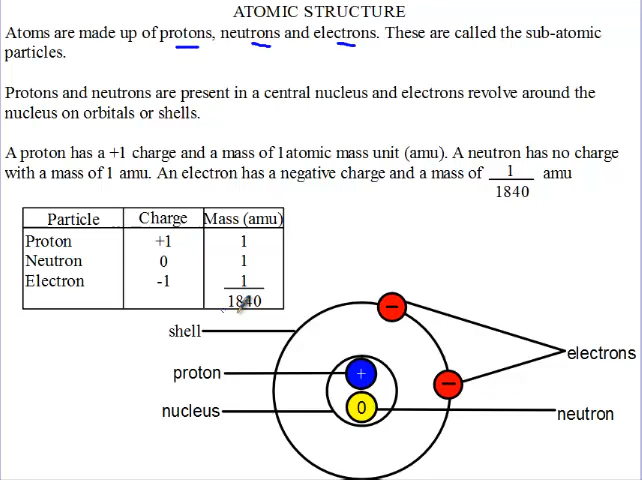 ATOMIC STRUCTURE
Atoms are made up of protons, neutrons and electrons. These are called the sub-atomic
particles.
Protons and neutrons are present in a central nucleus and electrons revolve around the
nucleus on orbitals or shells.
A proton has a +1 charge and a mass of 1atomic mass unit (amu). A neutron has no charge
with a mass of 1 amu. An electron has a negative charge and a mass of 1/1840 amu
Particle Charge Mass (amu)
Proton +1 1
Neutron 0 1
Electron -1 1/1840
shell
electrons
proton +
nucleus
0
neutron
−
−